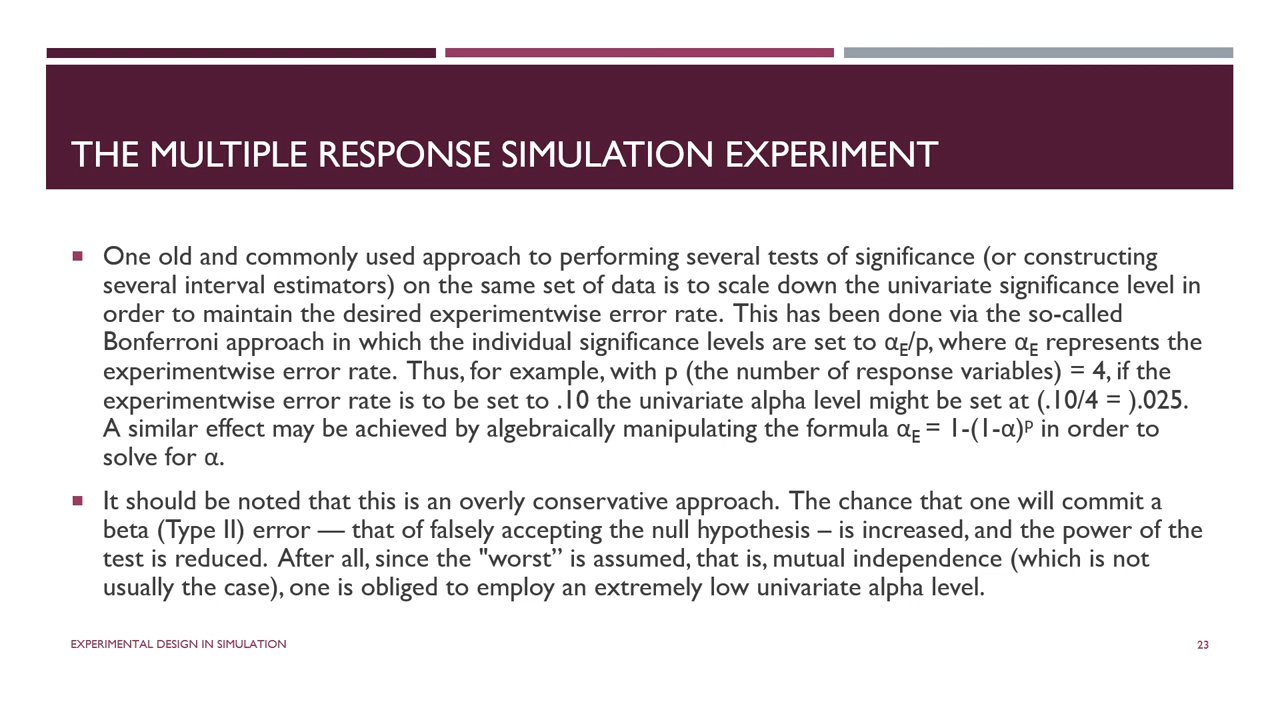 THE MULTIPLE RESPONSE SIMULATION EXPERIMENT
One old and commonly used approach to performing several tests of significance (or constructing
several interval estimators) on the same set of data is to scale down the univariate significance level in
order to maintain the desired experimentwise error rate. This has been done via the so-called
Bonferroni approach in which the individual significance levels are set to αE/p, where αE represents the
experimentwise error rate. Thus, for example, with p (the number of response variables) = 4, if the
experimentwise error rate is to be set to .10 the univariate alpha level might be set at (.10/4 = ).025.
A similar effect may be achieved by algebraically manipulating the formula αE = 1-(1-α)ᵖ in order to
solve for α.
It should be noted that this is an overly conservative approach. The chance that one will commit a
beta (Type II) error — that of falsely accepting the null hypothesis – is increased, and the power of the
test is reduced. After all, since the "worst” is assumed, that is, mutual independence (which is not
usually the case), one is obliged to employ an extremely low univariate alpha level.
EXPERIMENTAL DESIGN IN SIMULATION
23